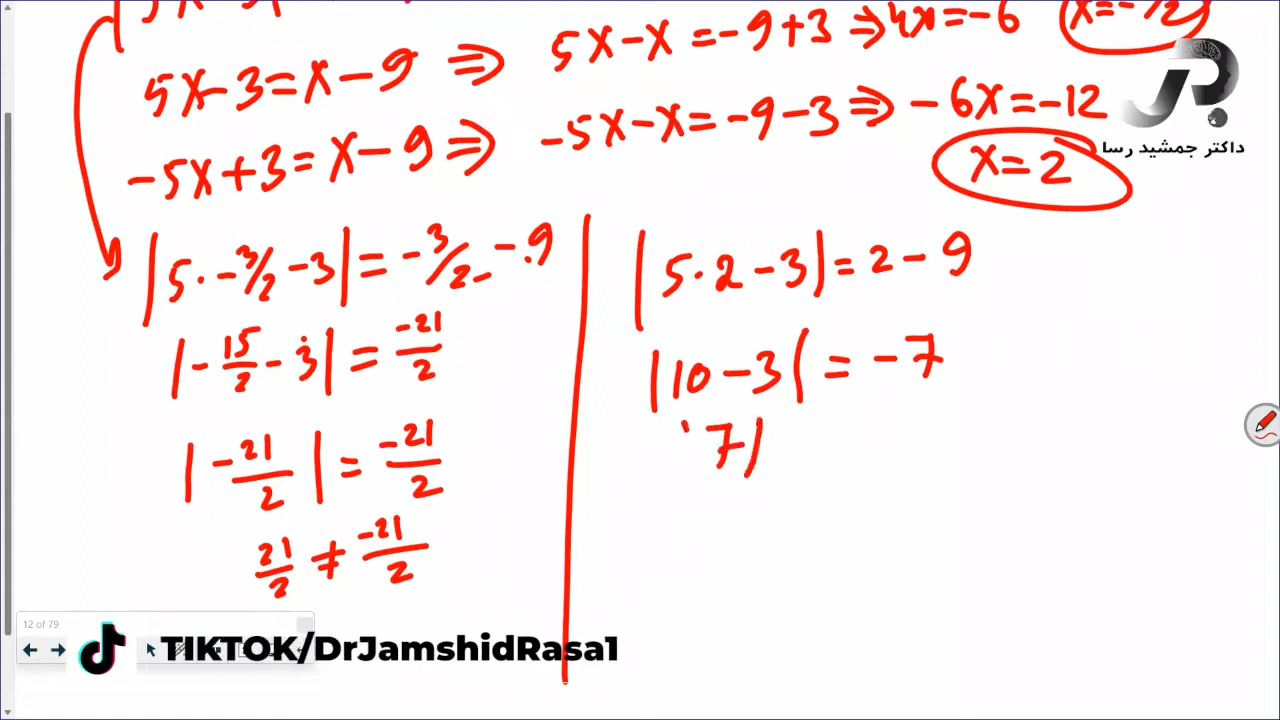 5x-3=x-9 ⇒ 5x-x=-9+3 ⇒ 4x=-6 x=-3/2
-5x+3=x-9 ⇒ -5x-x=-9-3 ⇒ -6x=-12
x=2
داکتر جمشید رسا
|5·-3/2-3|=-3/2-9
|-15/2-3|=-21/2
|-21/2|=-21/2
21/2≠-21/2
|5·2-3|=2-9
|10-3|=-7
7|
12 of 79
TIKTOK/DrJamshidRasa1